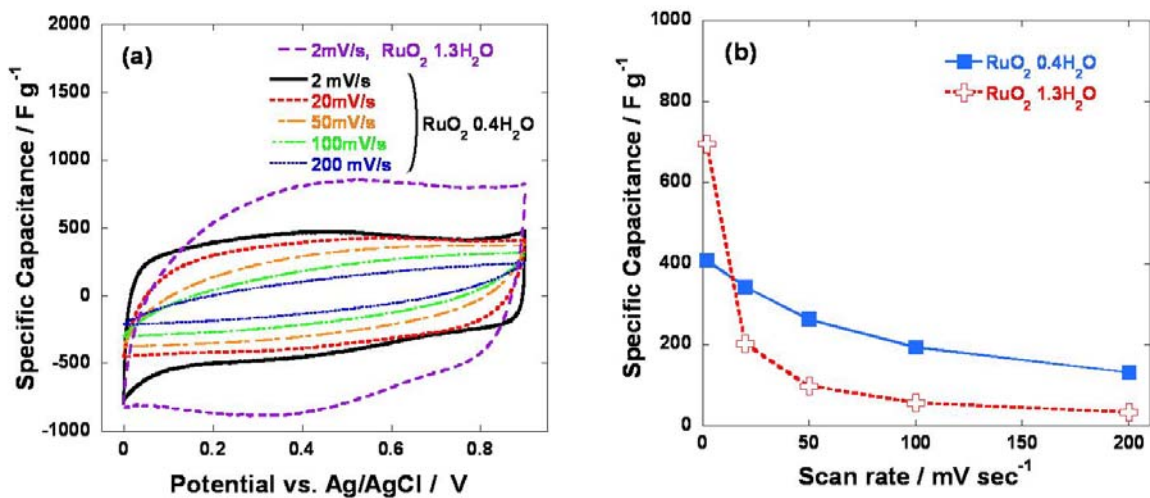 (a)
2mV/s, RuO₂ 1.3H₂O
2 mV/s
20mV/s
50mV/s
100mV/s
200 mV/s
RuO₂ 0.4H₂O
2000
1500
1000
500
0
-500
-1000
Specific Capacitance / F g⁻¹
0
0.2
0.4
0.6
0.8
Potential vs. Ag/AgCl / V
(b)
RuO₂ 0.4H₂O
RuO₂ 1.3H₂O
1000
800
600
400
200
0
Specific Capacitance / F g⁻¹
0
50
100
150
200
Scan rate / mV sec⁻¹